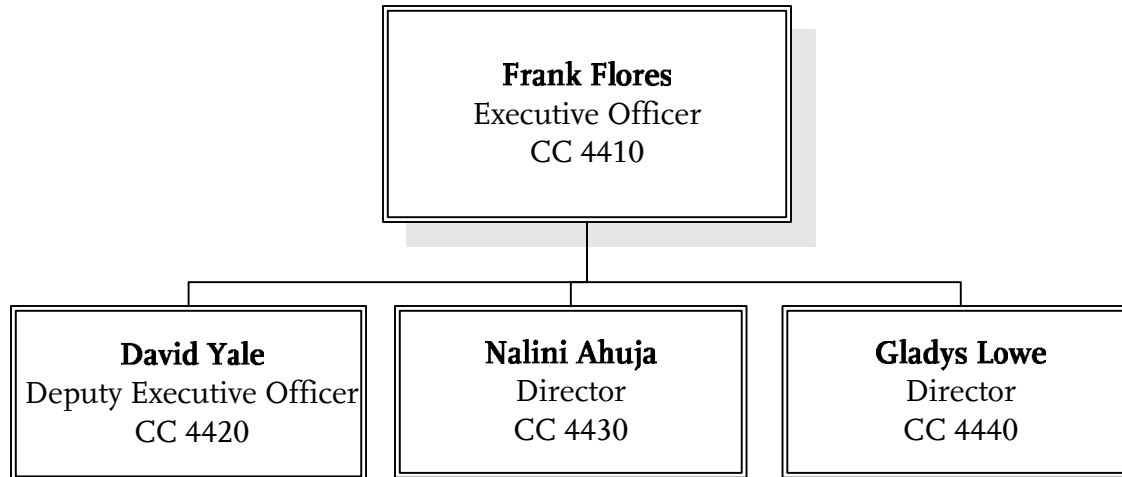 Frank Flores
Executive Officer
CC 4410
David Yale
Deputy Executive Officer
CC 4420
Nalini Ahuja
Director
CC 4430
Gladys Lowe
Director
CC 4440